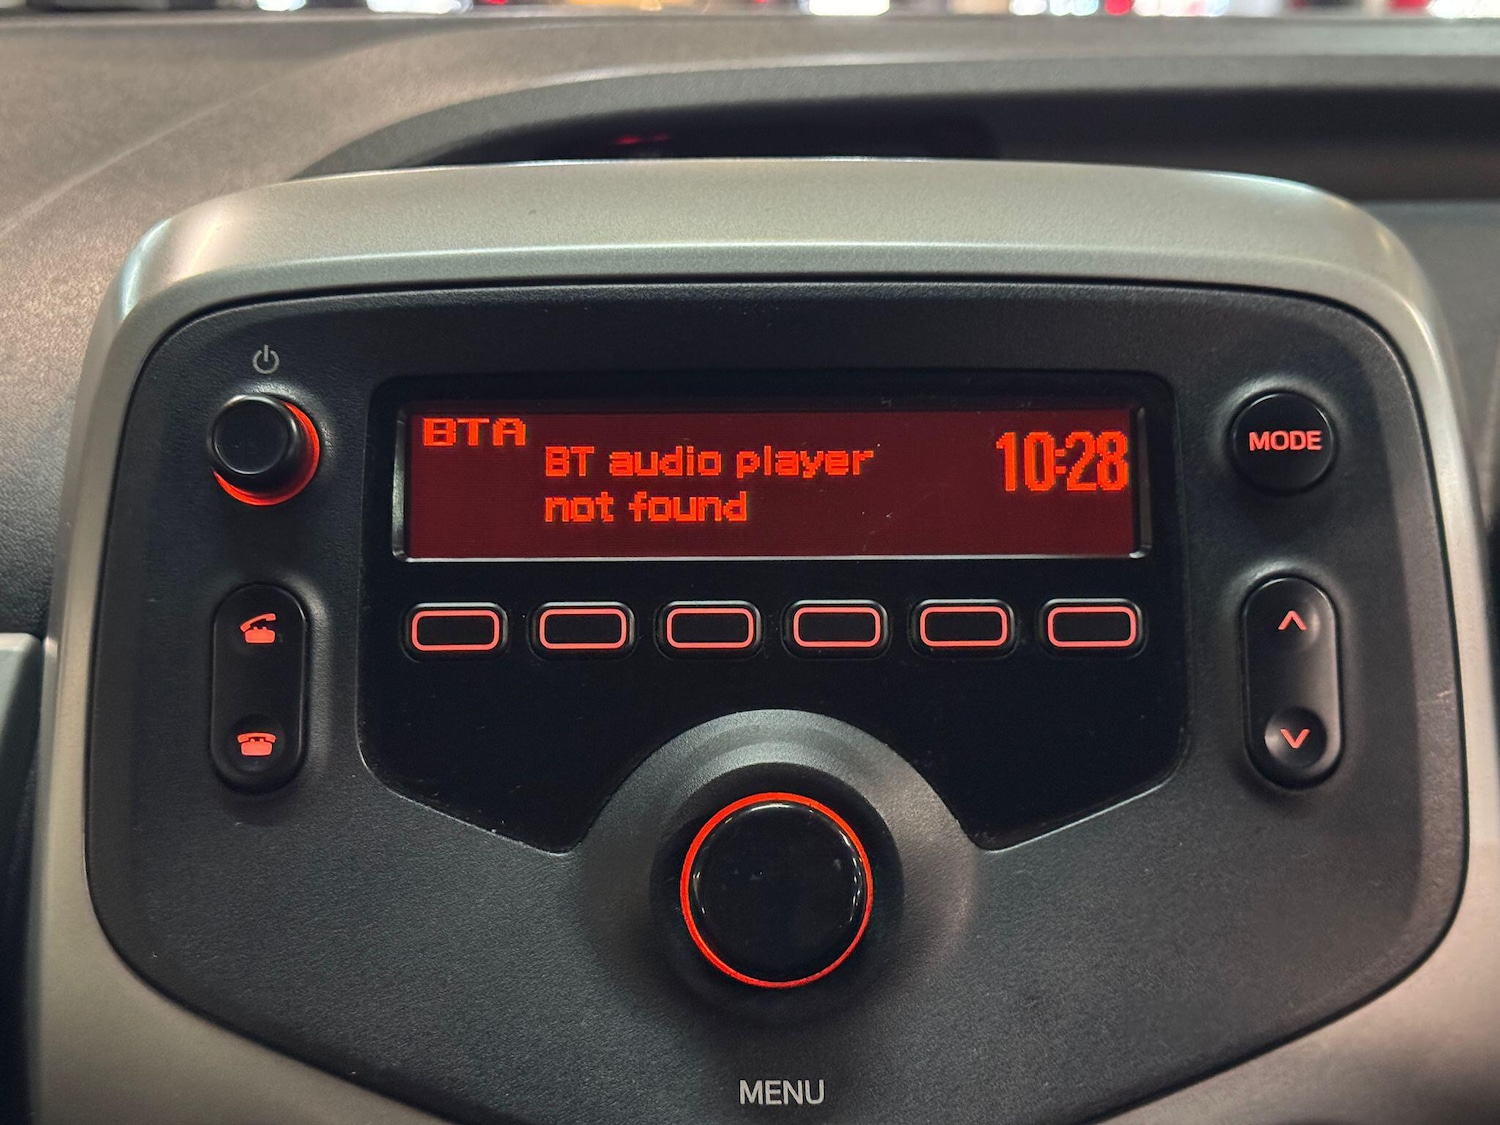 BTA
BT audio player
not found
10:28
MODE
MENU